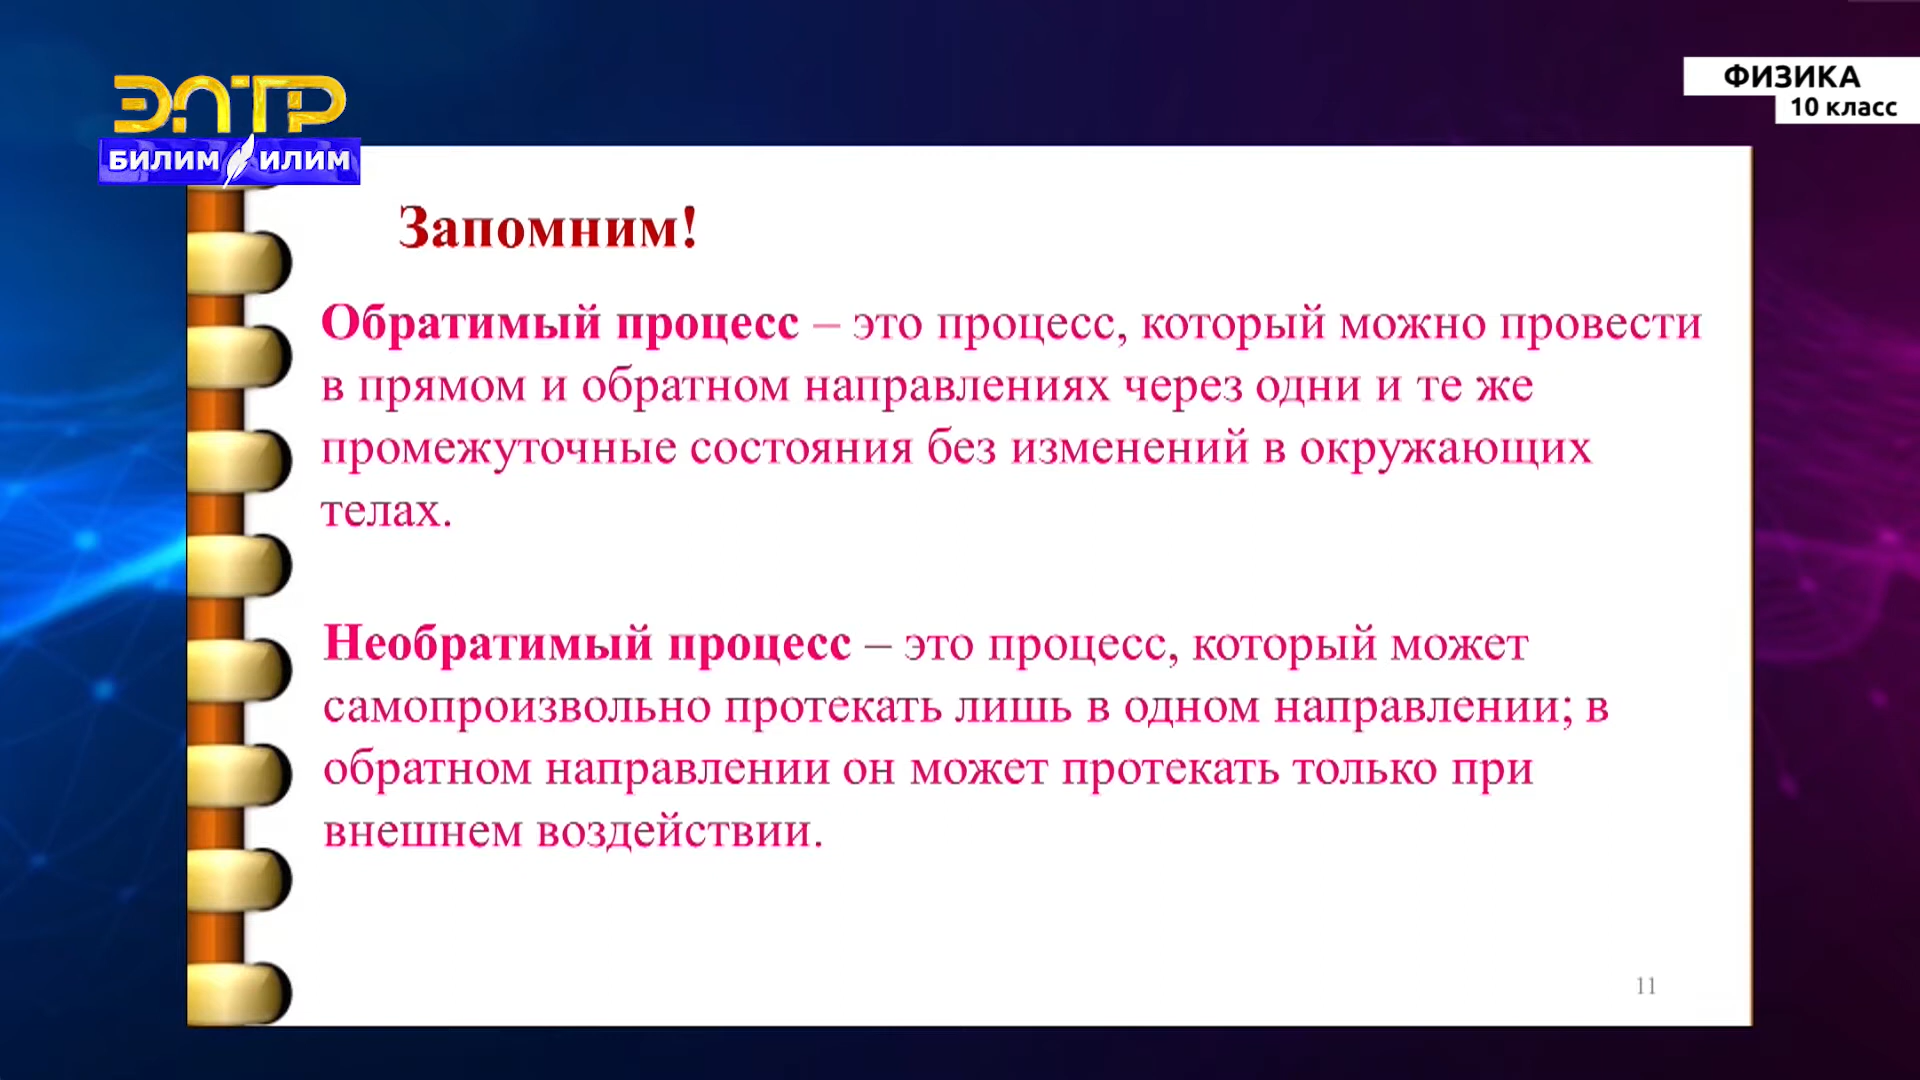 ЭЛТР
БИЛИМ ИЛИМ
ФИЗИКА
10 класс
Запомним!
Обратимый процесс – это процесс, который можно провести
в прямом и обратном направлениях через одни и те же
промежуточные состояния без изменений в окружающих
телах.
Необратимый процесс – это процесс, который может
самопроизвольно протекать лишь в одном направлении; в
обратном направлении он может протекать только при
внешнем воздействии.
11